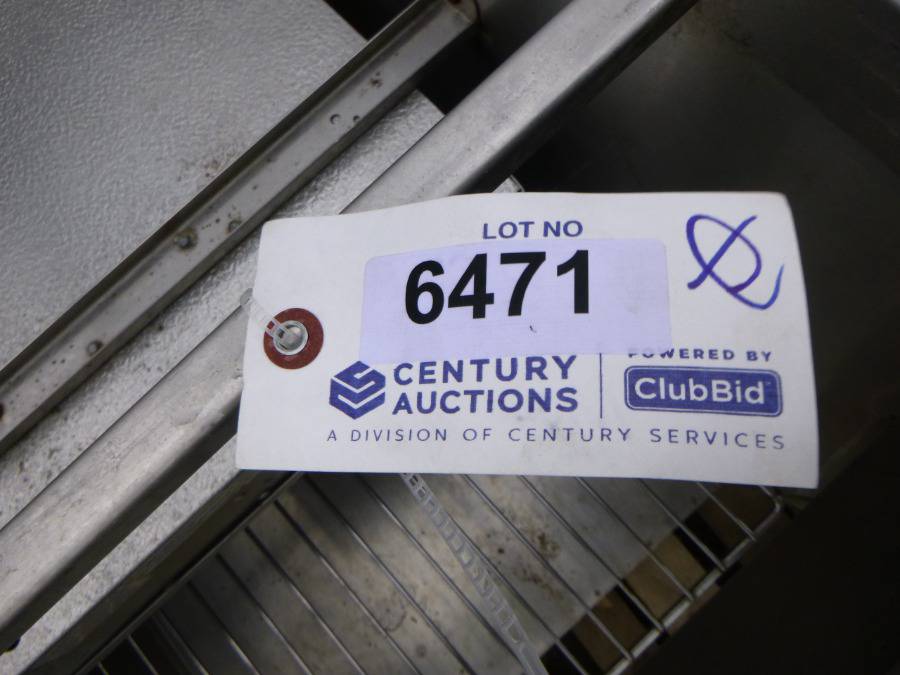 LOT NO
6471
CENTURY AUCTIONS
POWERED BY
ClubBid
A DIVISION OF CENTURY SERVICES